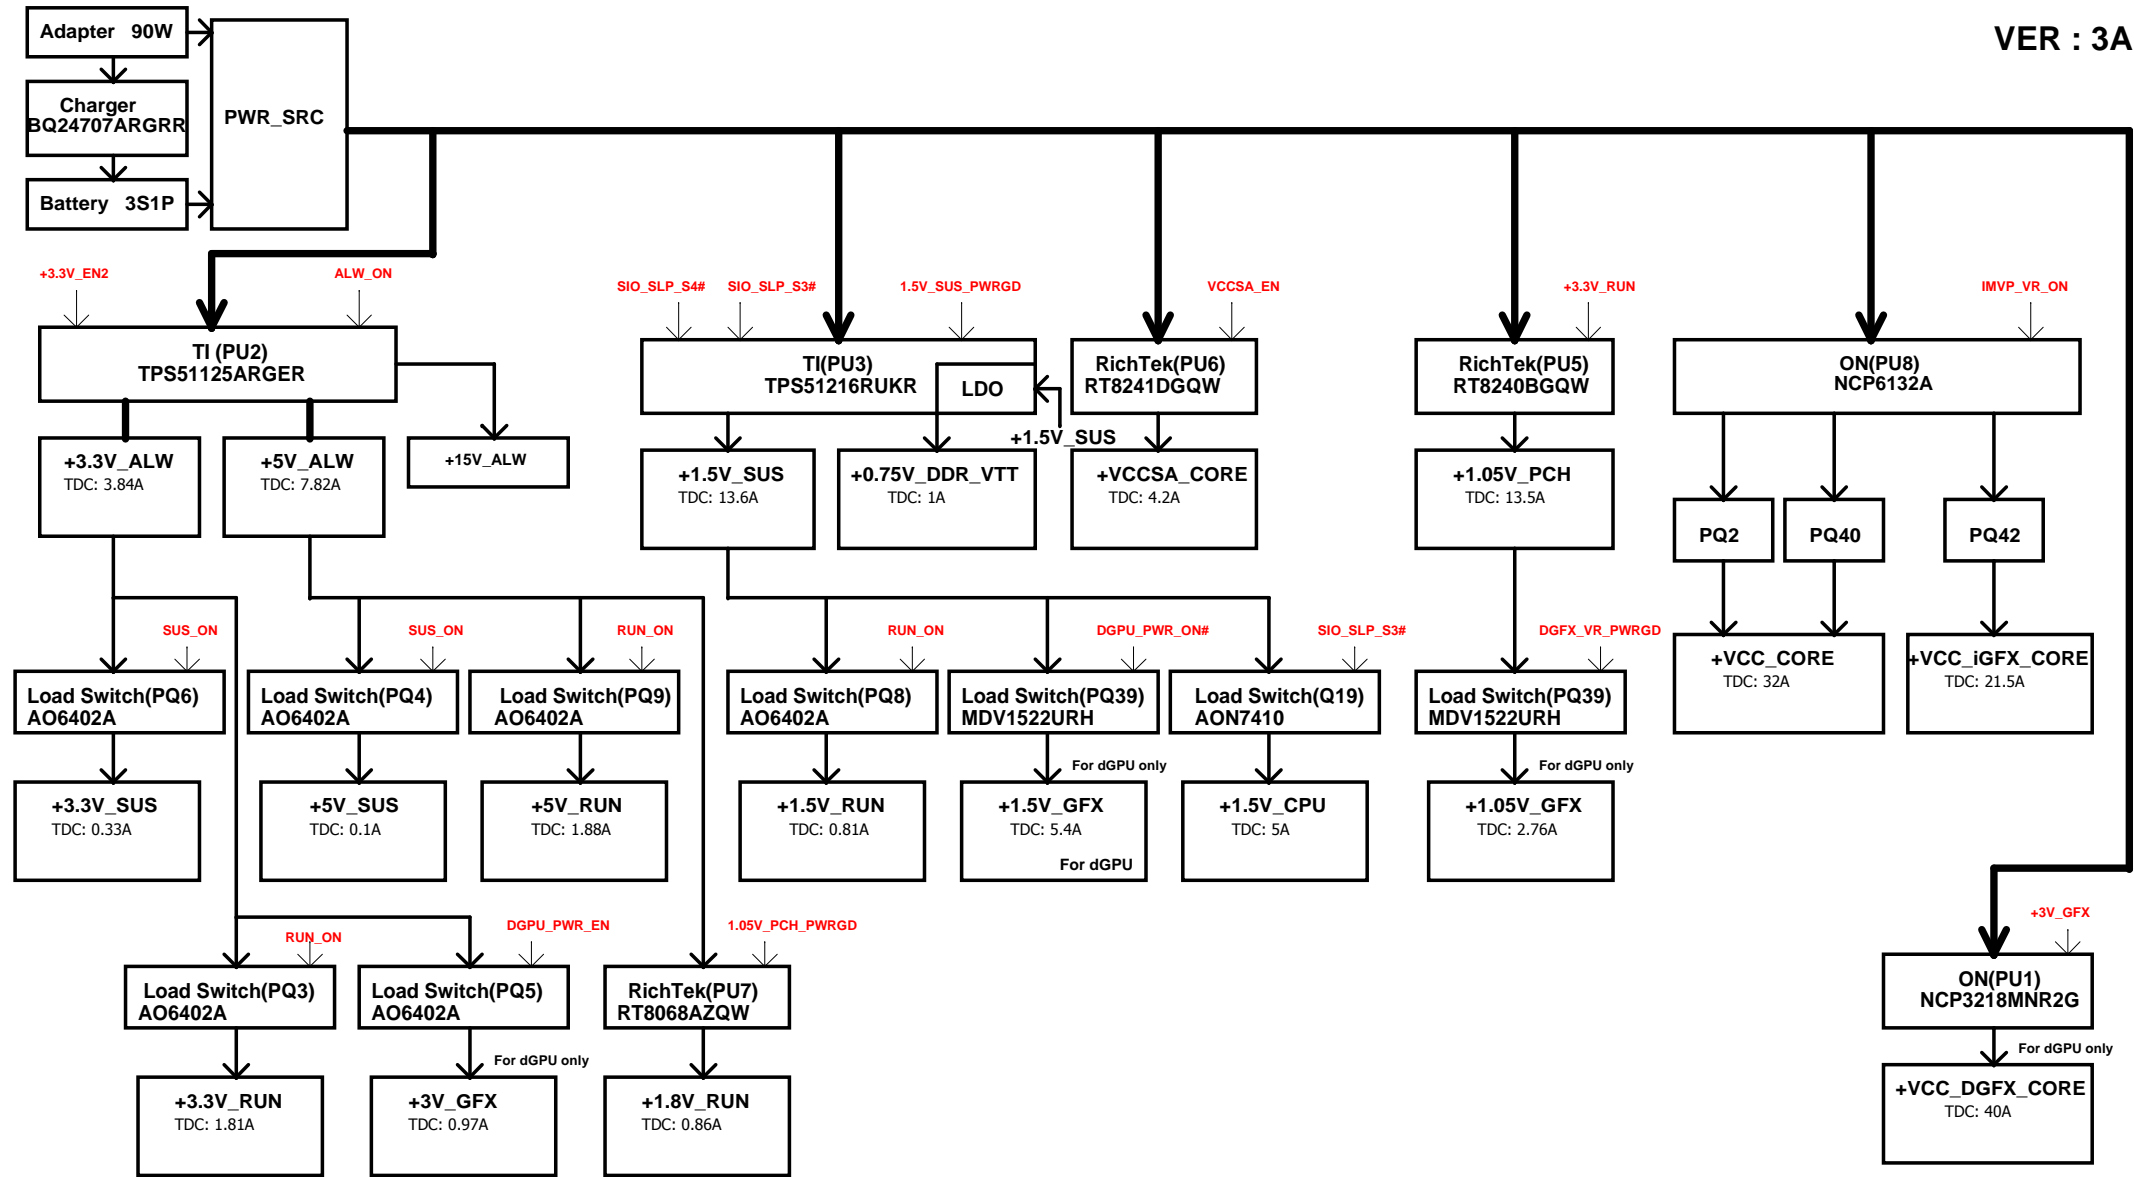 VER : 3A
Adapter 90W
Charger
BQ24707ARGRR
Battery 3S1P
PWR_SRC
+3.3V_EN2
ALW_ON
SIO_SLP_S4#
SIO_SLP_S3#
1.5V_SUS_PWRGD
VCCSA_EN
+3.3V_RUN
IMVP_VR_ON
TI (PU2)
TPS51125ARGER
TI(PU3)
TPS51216RUKR
LDO
RichTek(PU6)
RT8241DGQW
RichTek(PU5)
RT8240BGQW
ON(PU8)
NCP6132A
+1.5V_SUS
+3.3V_ALW
TDC: 3.84A
+5V_ALW
TDC: 7.82A
+15V_ALW
+1.5V_SUS
TDC: 13.6A
+0.75V_DDR_VTT
TDC: 1A
+VCCSA_CORE
TDC: 4.2A
+1.05V_PCH
TDC: 13.5A
PQ2
PQ40
PQ42
SUS_ON
SUS_ON
RUN_ON
RUN_ON
DGPU_PWR_ON#
SIO_SLP_S3#
DGFX_VR_PWRGD
Load Switch(PQ6)
AO6402A
Load Switch(PQ4)
AO6402A
Load Switch(PQ9)
AO6402A
Load Switch(PQ8)
AO6402A
Load Switch(PQ39)
MDV1522URH
Load Switch(Q19)
AON7410
Load Switch(PQ39)
MDV1522URH
+VCC_CORE
TDC: 32A
+VCC_iGFX_CORE
TDC: 21.5A
For dGPU only
For dGPU only
+3.3V_SUS
TDC: 0.33A
+5V_SUS
TDC: 0.1A
+5V_RUN
TDC: 1.88A
+1.5V_RUN
TDC: 0.81A
+1.5V_GFX
TDC: 5.4A
For dGPU
+1.5V_CPU
TDC: 5A
+1.05V_GFX
TDC: 2.76A
RUN_ON
DGPU_PWR_EN
1.05V_PCH_PWRGD
+3V_GFX
Load Switch(PQ3)
AO6402A
Load Switch(PQ5)
AO6402A
RichTek(PU7)
RT8068AZQW
ON(PU1)
NCP3218MNR2G
For dGPU only
For dGPU only
+3.3V_RUN
TDC: 1.81A
+3V_GFX
TDC: 0.97A
+1.8V_RUN
TDC: 0.86A
+VCC_DGFX_CORE
TDC: 40A